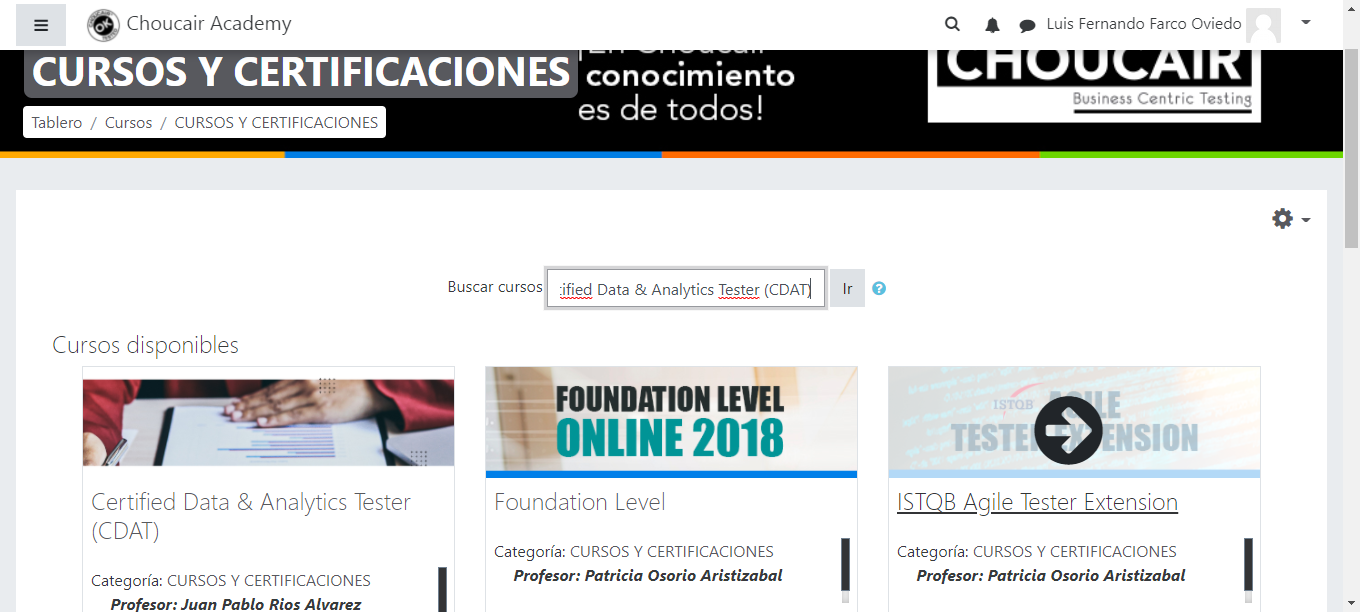 Choucair Academy
Luis Fernando Farco Oviedo
CURSOS Y CERTIFICACIONES
conocimiento
es de todos!
CHOUCAIR
Business Centric Testing
Tablero / Cursos / CURSOS Y CERTIFICACIONES
Buscar cursos
tified Data & Analytics Tester (CDAT)
Ir
Cursos disponibles
FOUNDATION LEVEL
ONLINE 2018
ISTQB AGILE
TESTER EXTENSION
Certified Data & Analytics Tester
(CDAT)
Categoría: CURSOS Y CERTIFICACIONES
Profesor: Juan Pablo Rios Alvarez
Foundation Level
Categoría: CURSOS Y CERTIFICACIONES
Profesor: Patricia Osorio Aristizabal
ISTQB Agile Tester Extension
Categoría: CURSOS Y CERTIFICACIONES
Profesor: Patricia Osorio Aristizabal